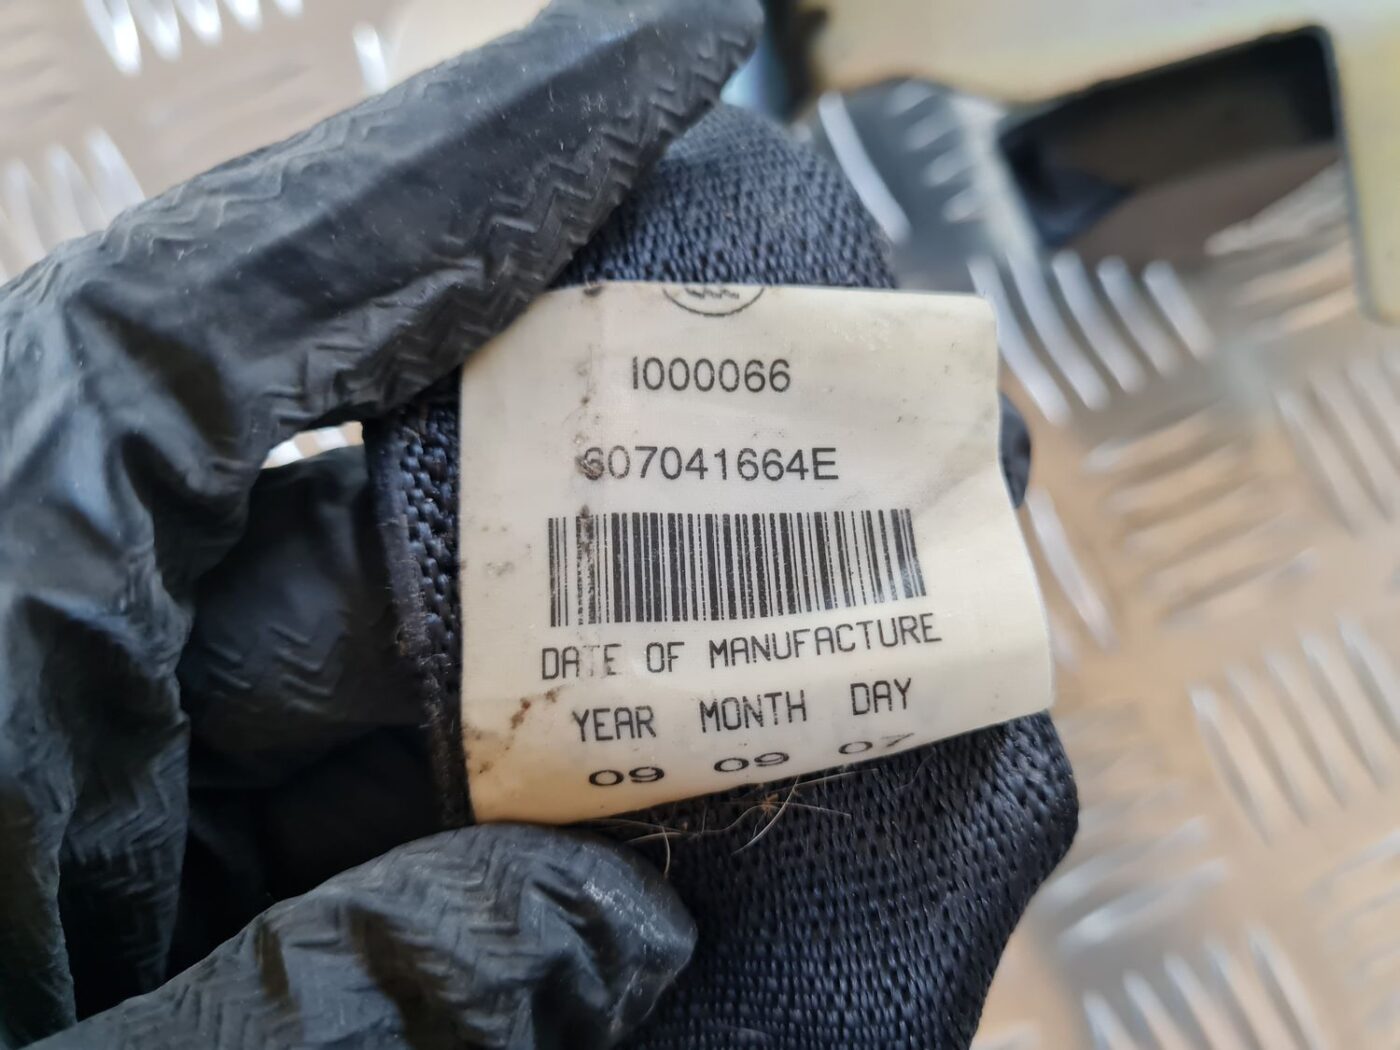 I000066
607041664E
DATE OF MANUFACTURE
YEAR MONTH DAY
09 09 07